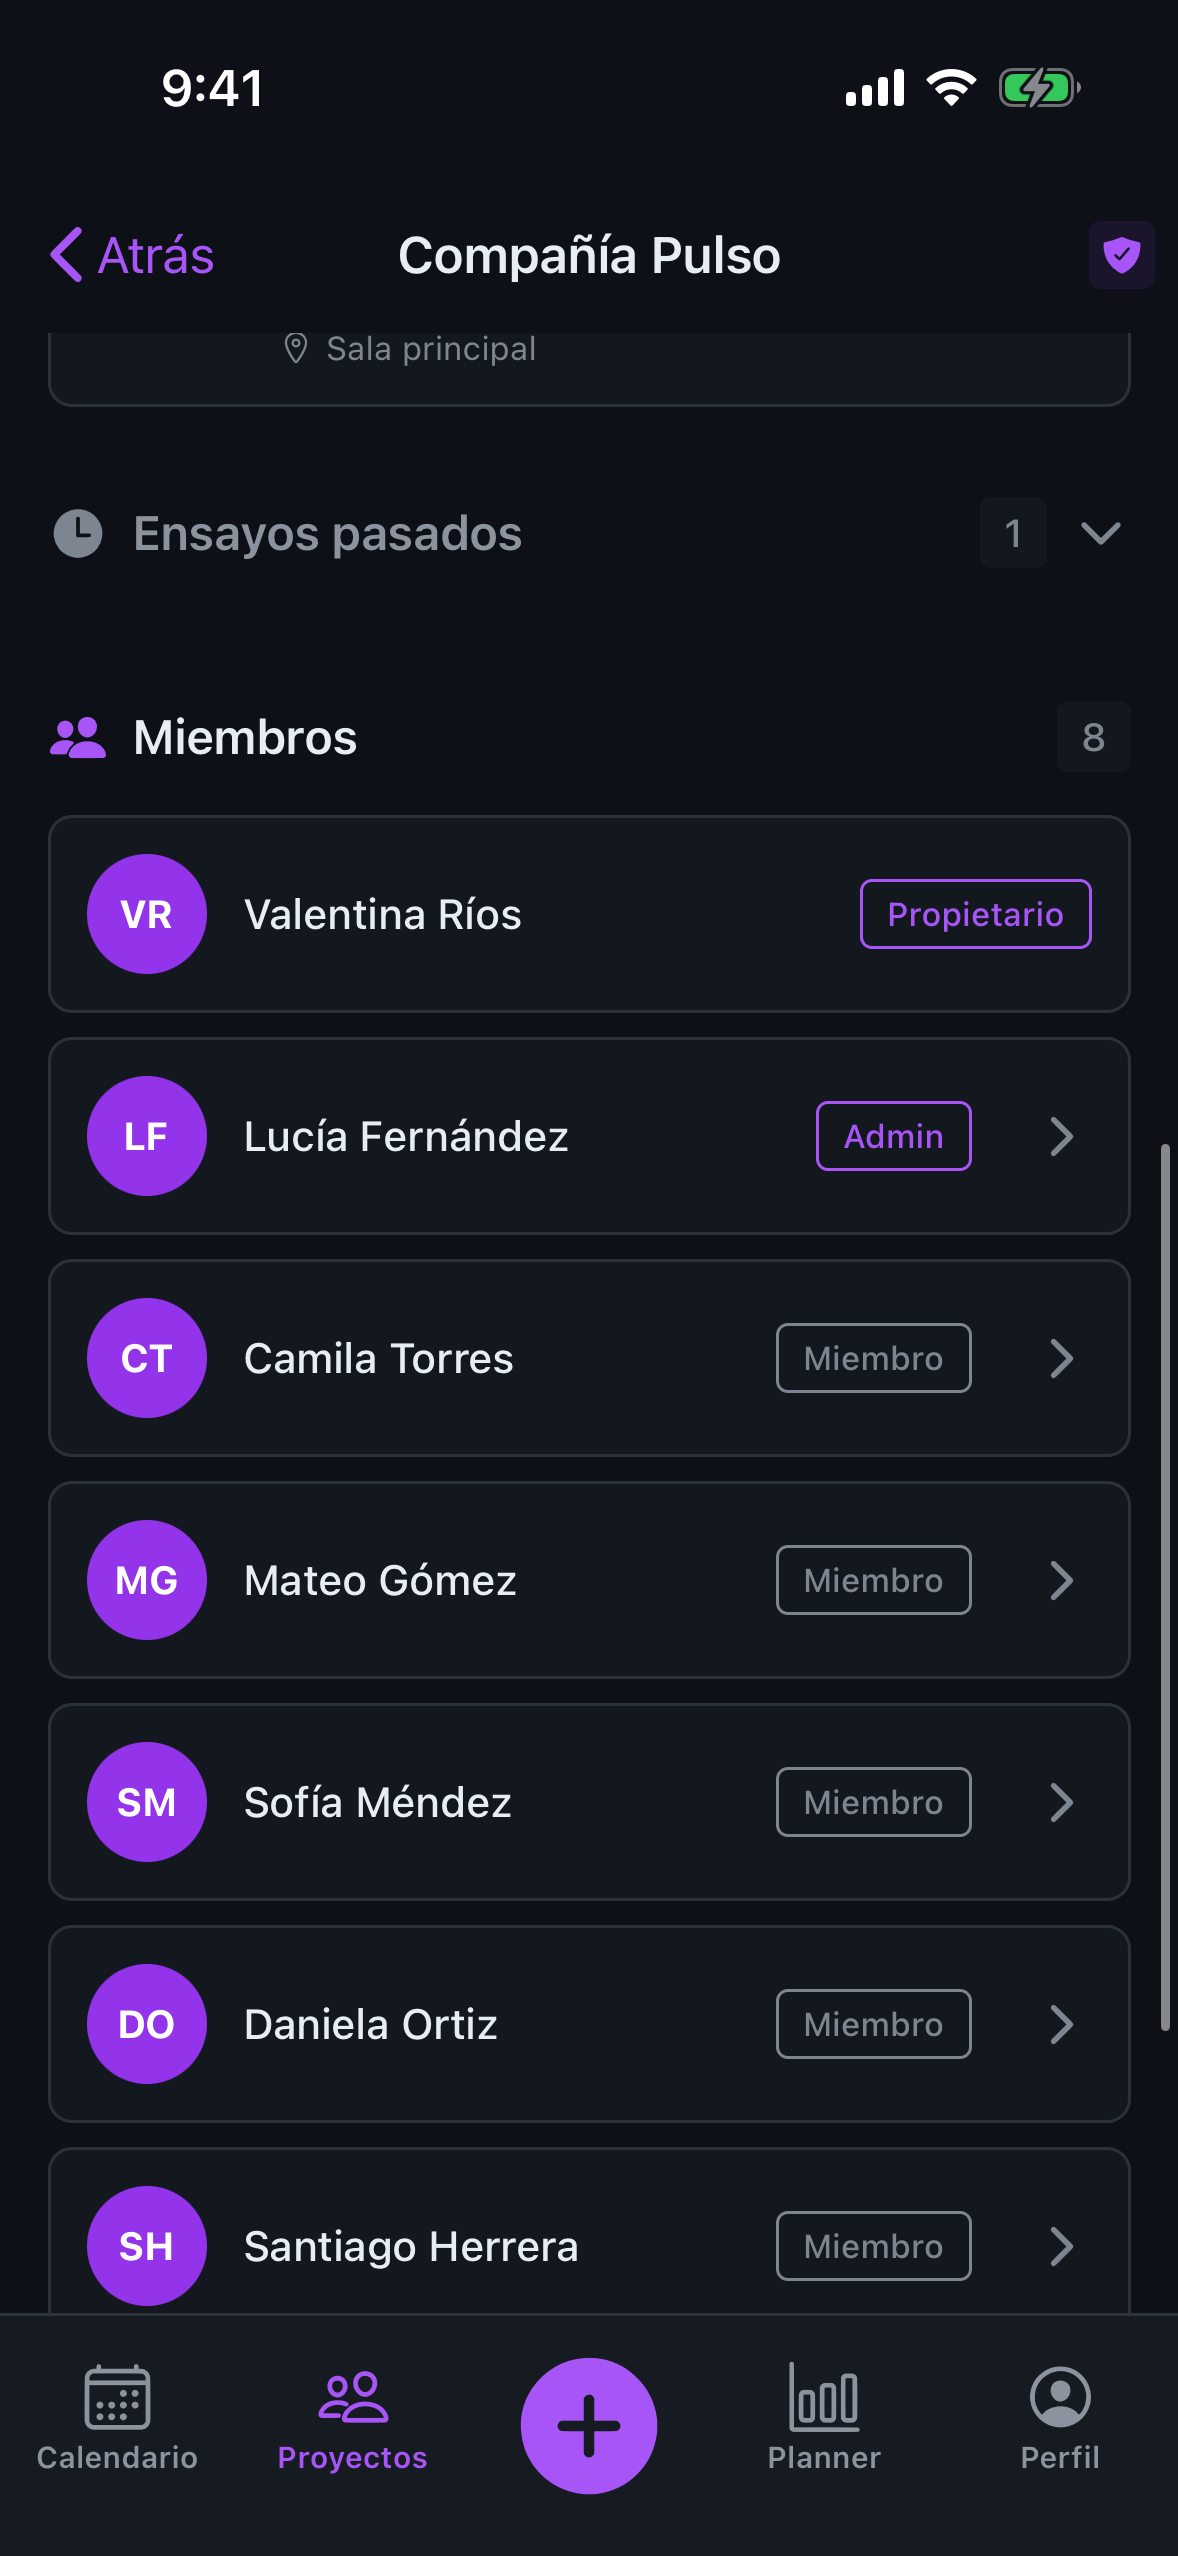 9:41
Atrás
Compañía Pulso
Sala principal
Ensayos pasados
1
Miembros
8
VR
Valentina Ríos
Propietario
LF
Lucía Fernández
Admin
CT
Camila Torres
Miembro
MG
Mateo Gómez
Miembro
SM
Sofía Méndez
Miembro
DO
Daniela Ortiz
Miembro
SH
Santiago Herrera
Miembro
Calendario
Proyectos
Planner
Perfil